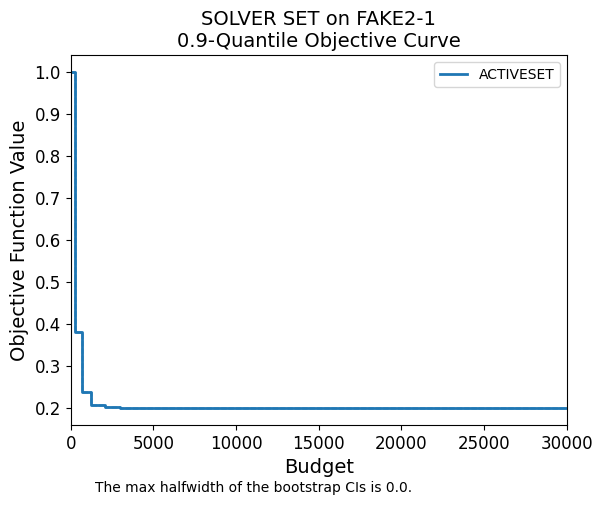 SOLVER SET on FAKE2-1
0.9-Quantile Objective Curve
ACTIVESET
Objective Function Value
1.0
0.9
0.8
0.7
0.6
0.5
0.4
0.3
0.2
0 5000 10000 15000 20000 25000 30000
Budget
The max halfwidth of the bootstrap CIs is 0.0.